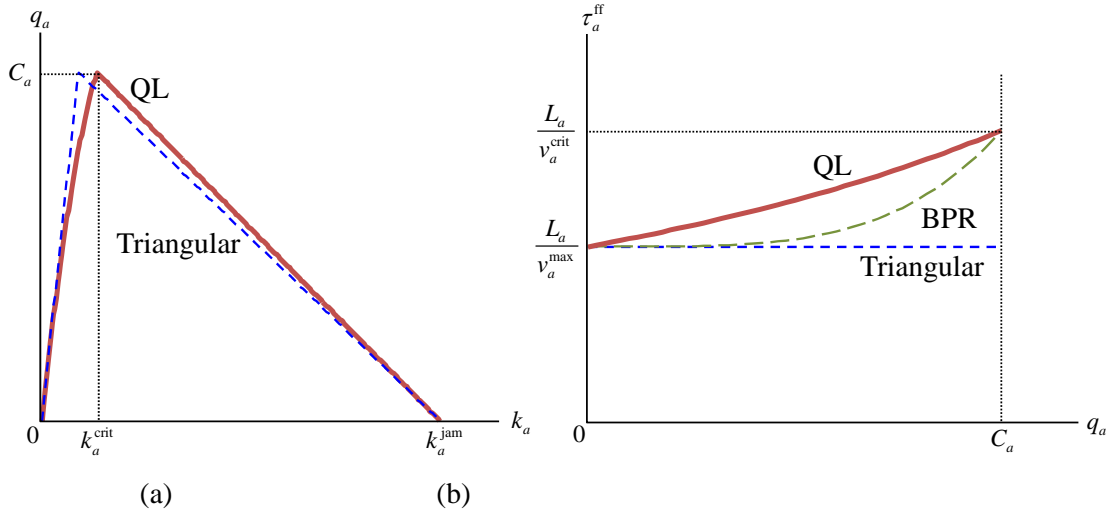 q_a
C_a
QL
Triangular
0
k_a^crit
k_a^jam
k_a
(a)
τ_a^ff
L_a
v_a^crit
QL
BPR
L_a
v_a^max
Triangular
0
C_a
q_a
(b)